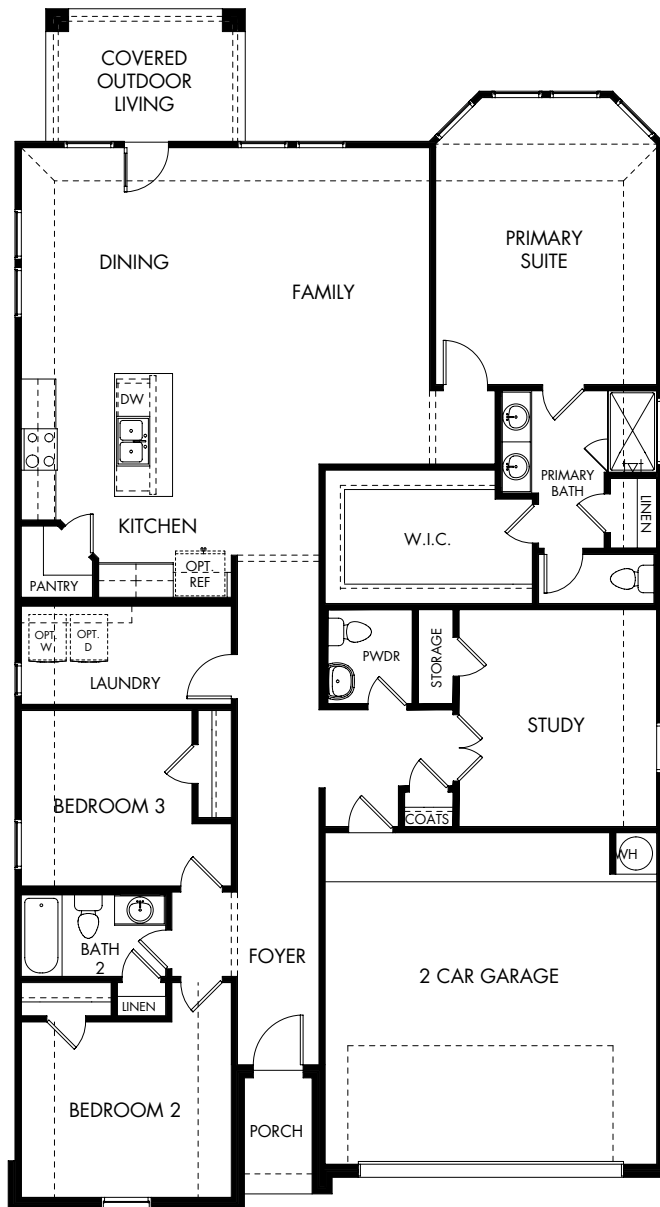 COVERED
OUTDOOR
LIVING
PRIMARY
SUITE
DINING
FAMILY
DW
PRIMARY
BATH
LINEN
KITCHEN
W.I.C.
OPT.
REF
PANTRY
OPT.
W
OPT.
D
LAUNDRY
PWDR
STORAGE
STUDY
BEDROOM 3
COATS
WH
BATH
2
FOYER
2 CAR GARAGE
LINEN
BEDROOM 2
PORCH